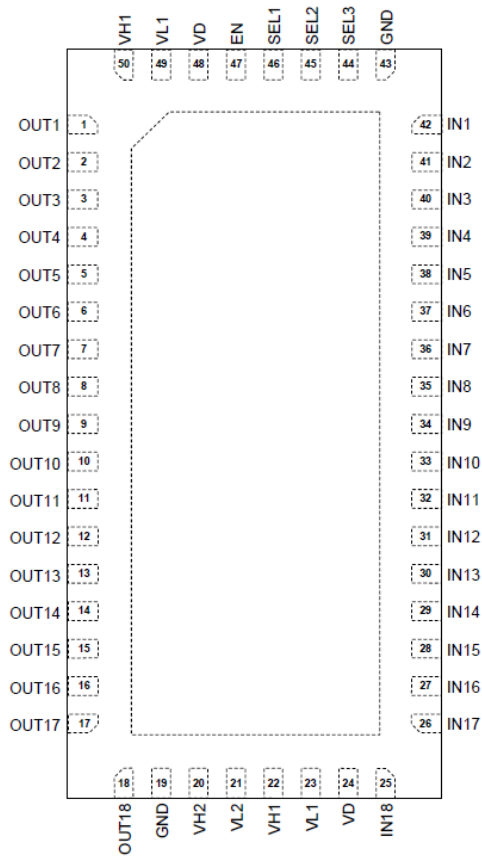 VH1 VL1 VD EN SEL1 SEL2 SEL3 GND
50 49 48 47 46 45 44 43
OUT1 1 42 IN1
OUT2 2 41 IN2
OUT3 3 40 IN3
OUT4 4 39 IN4
OUT5 5 38 IN5
OUT6 6 37 IN6
OUT7 7 36 IN7
OUT8 8 35 IN8
OUT9 9 34 IN9
OUT10 10 33 IN10
OUT11 11 32 IN11
OUT12 12 31 IN12
OUT13 13 30 IN13
OUT14 14 29 IN14
OUT15 15 28 IN15
OUT16 16 27 IN16
OUT17 17 26 IN17
18 19 20 21 22 23 24 25
OUT18 GND VH2 VL2 VH1 VL1 VD IN18